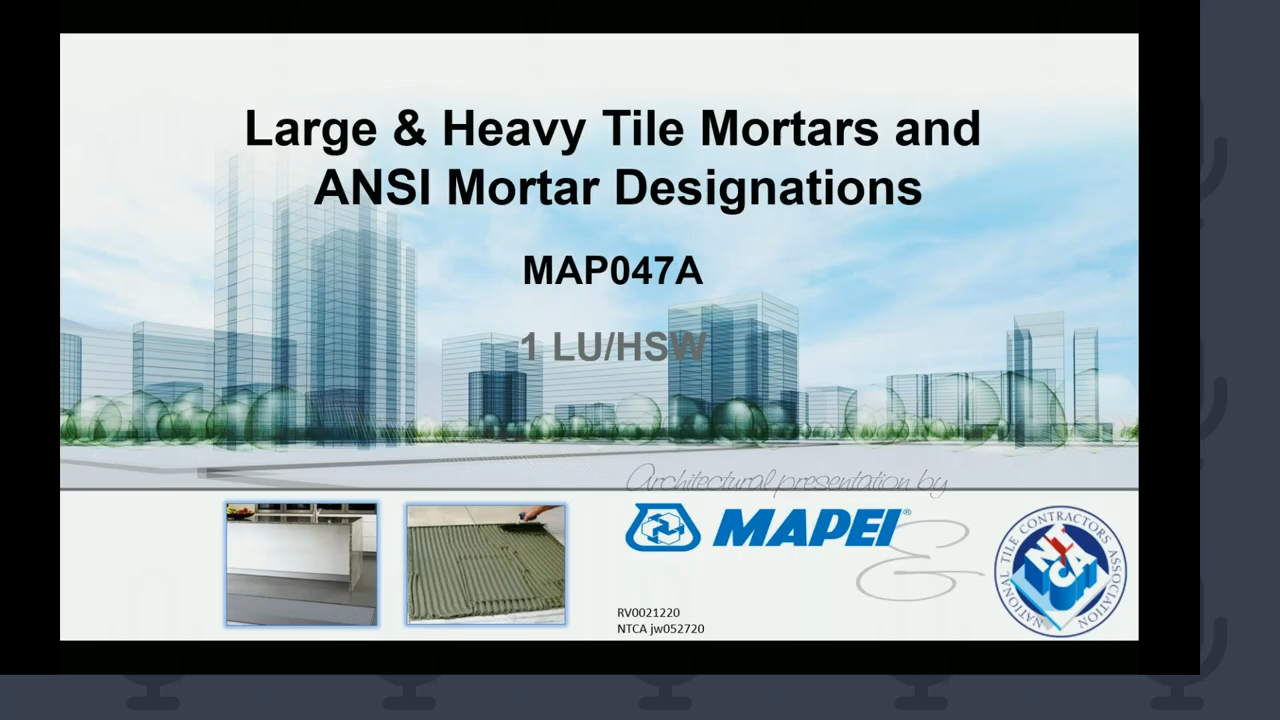 Large & Heavy Tile Mortars and
ANSI Mortar Designations
MAP047A
1 LU/HSW
Architectural presentation by
MAPEI®
&
NATIONAL TILE CONTRACTORS ASSOCIATION
NTCA
RV0021220
NTCA jw052720